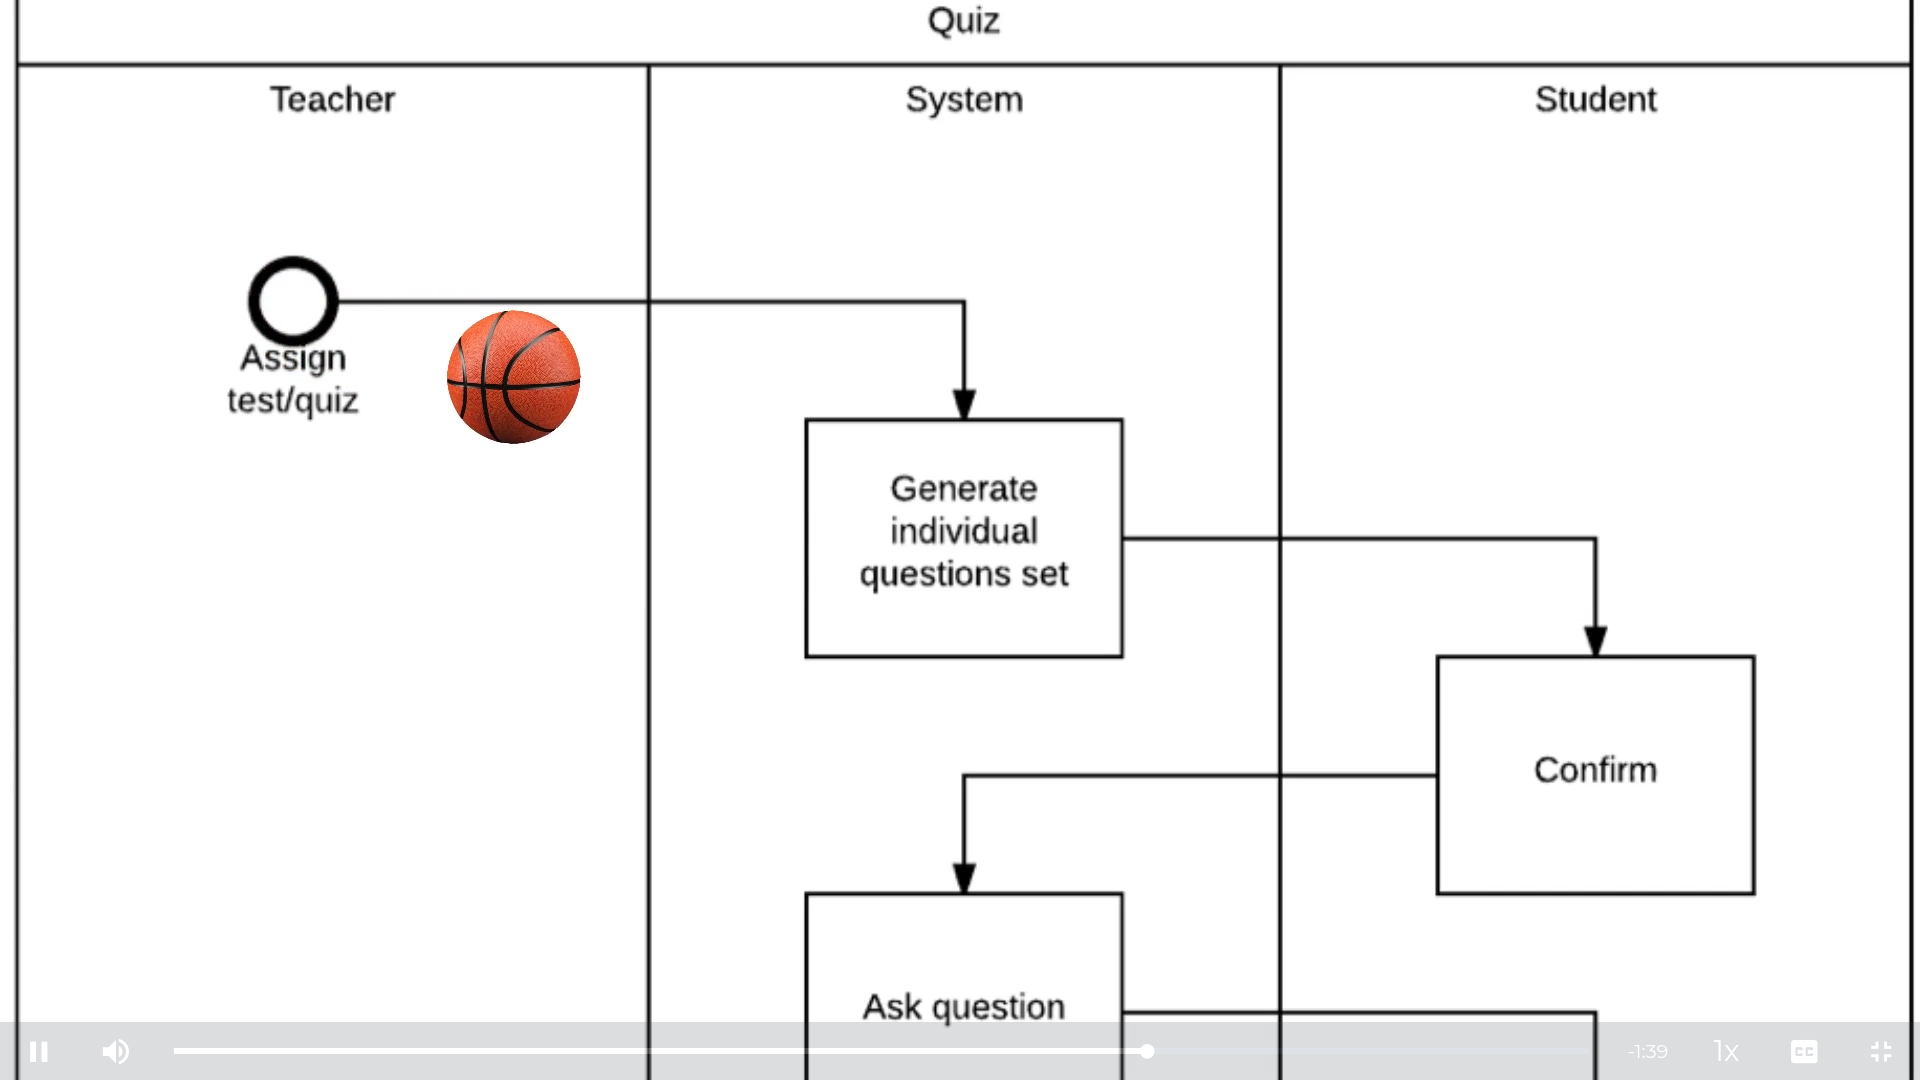 Quiz
Teacher
System
Student
Assign
test/quiz
Generate
individual
questions set
Confirm
Ask question
-1:39
1x
CC